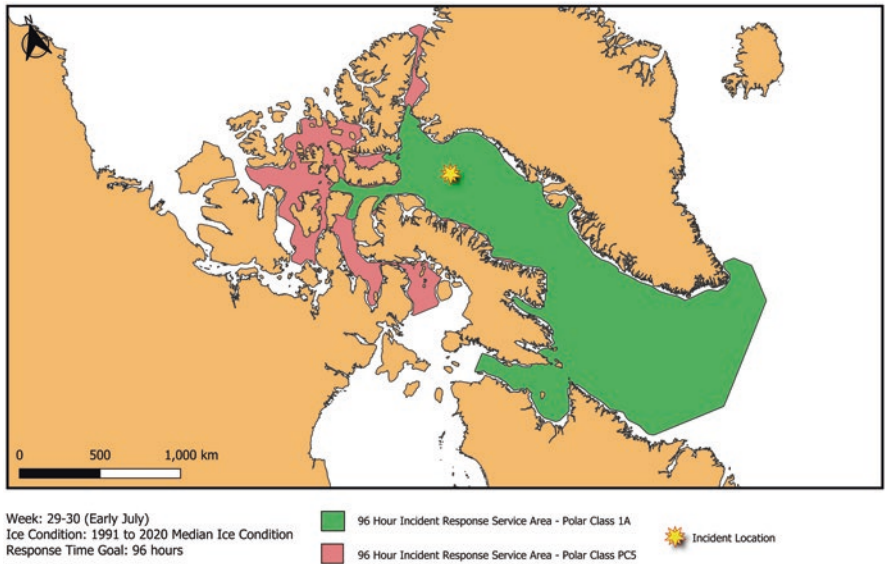 N
0
500
1,000 km
Week: 29-30 (Early July)
Ice Condition: 1991 to 2020 Median Ice Condition
Response Time Goal: 96 hours
96 Hour Incident Response Service Area - Polar Class 1A
96 Hour Incident Response Service Area - Polar Class PC5
Incident Location